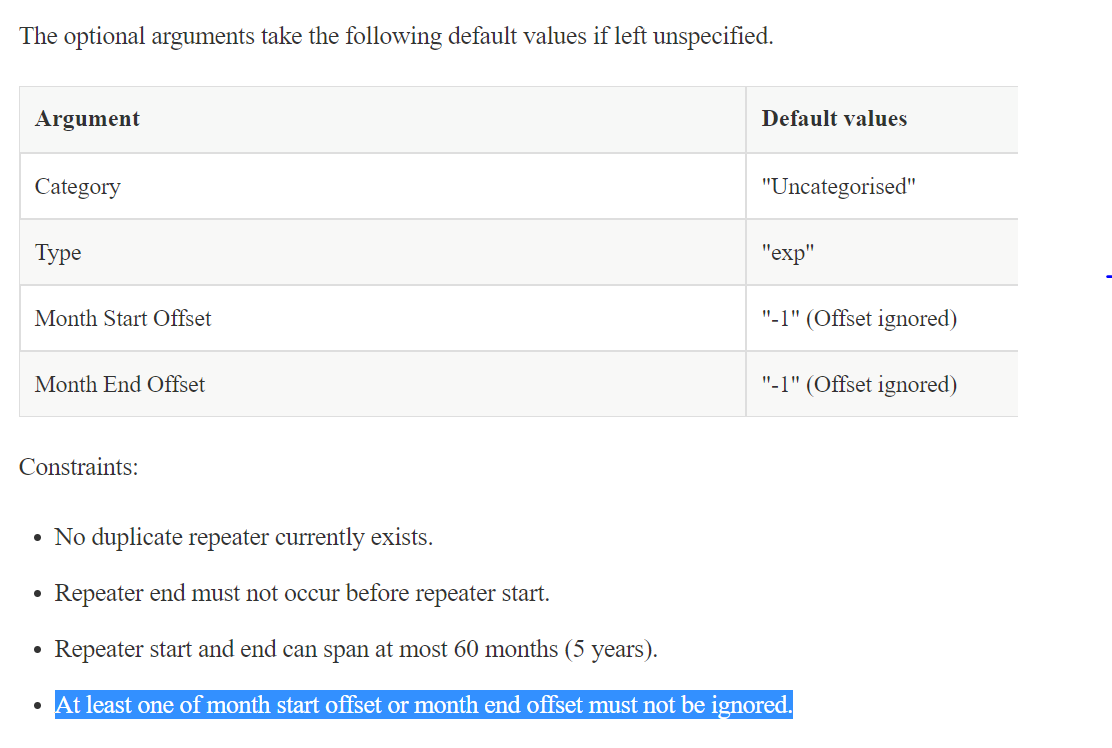 The optional arguments take the following default values if left unspecified.
Argument Default values
Category "Uncategorised"
Type "exp"
Month Start Offset "-1" (Offset ignored)
Month End Offset "-1" (Offset ignored)
Constraints:
• No duplicate repeater currently exists.
• Repeater end must not occur before repeater start.
• Repeater start and end can span at most 60 months (5 years).
• At least one of month start offset or month end offset must not be ignored.